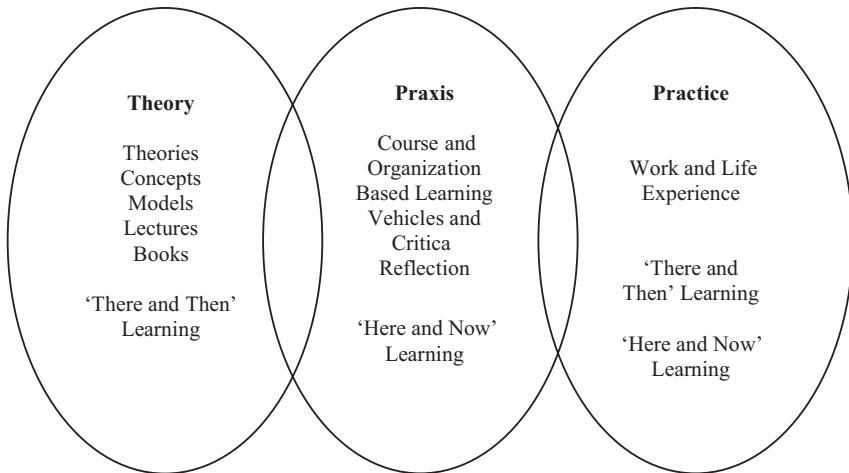 Theory
Theories
Concepts
Models
Lectures
Books
‘There and Then’
Learning
Praxis
Course and
Organization
Based Learning
Vehicles and
Critica
Reflection
‘Here and Now’
Learning
Practice
Work and Life
Experience
‘There and
Then’ Learning
‘Here and Now’
Learning